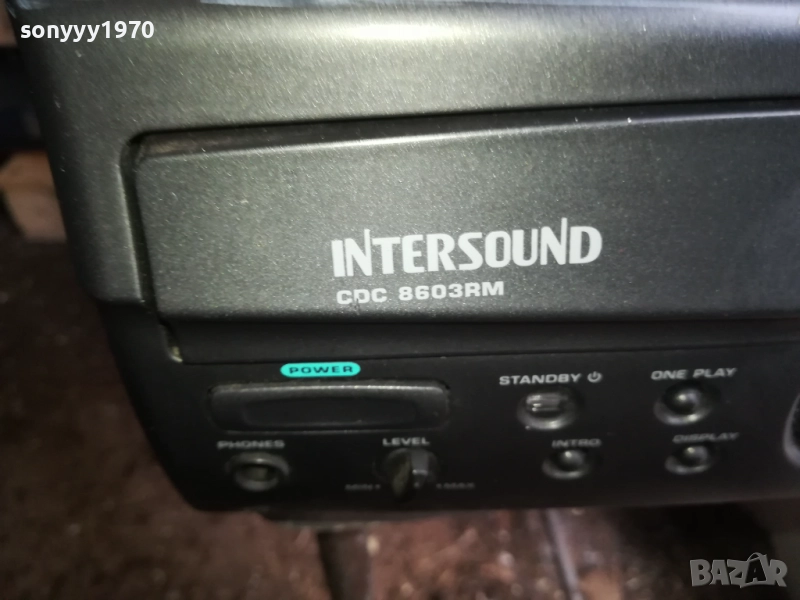 sonyyy1970
INTERSOUND
CDC 8603RM
POWER
STANDBY ⏻ ONE PLAY
PHONES LEVEL INTRO DISPLAY
MIN MAX
BAZAR